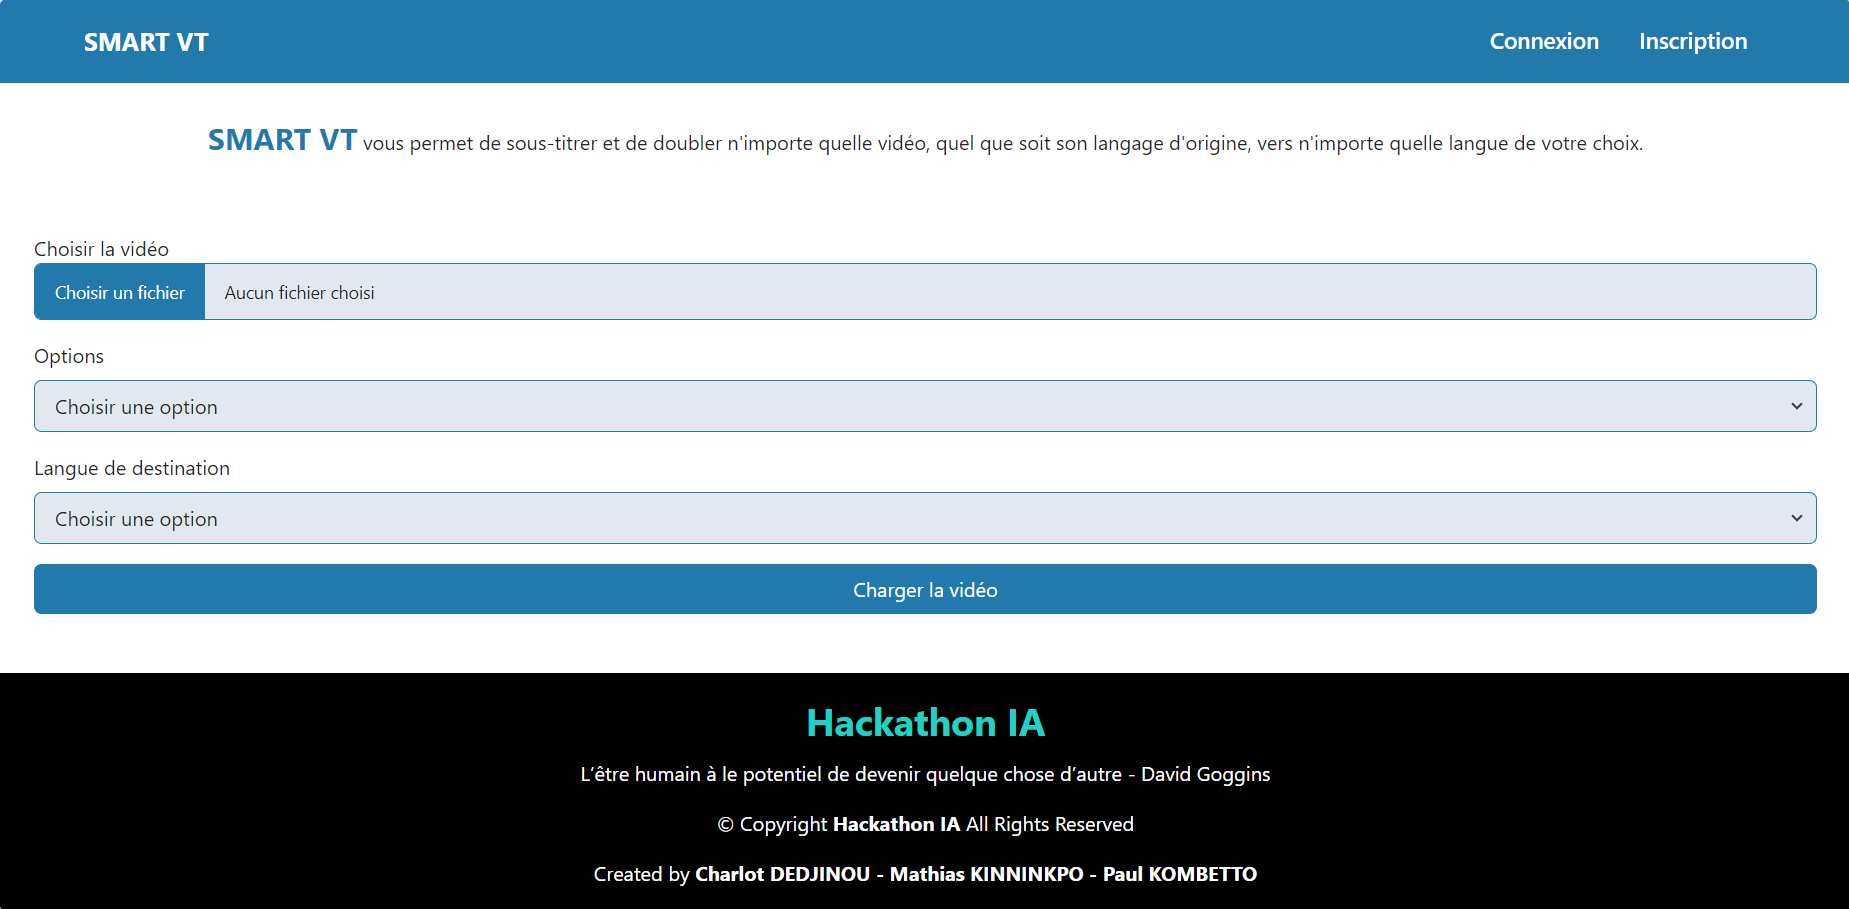 SMART VT
Connexion
Inscription
SMART VT vous permet de sous-titrer et de doubler n'importe quelle vidéo, quel que soit son langage d'origine, vers n'importe quelle langue de votre choix.
Choisir la vidéo
Choisir un fichier Aucun fichier choisi
Options
Choisir une option
Langue de destination
Choisir une option
Charger la vidéo
Hackathon IA
L’être humain à le potentiel de devenir quelque chose d’autre - David Goggins
© Copyright Hackathon IA All Rights Reserved
Created by Charlot DEDJINOU - Mathias KINNINKPO - Paul KOMBETTO